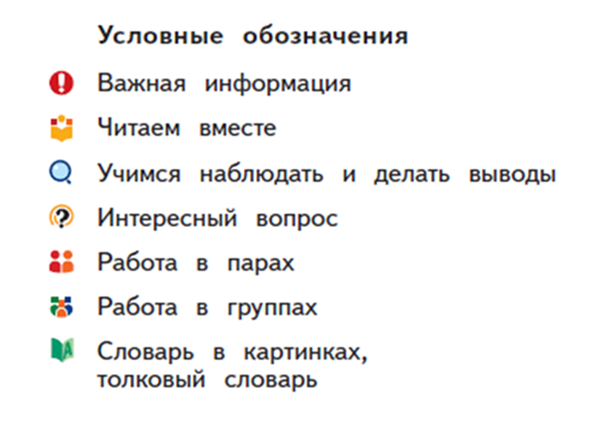 Условные обозначения
Важная информация
Читаем вместе
Учимся наблюдать и делать выводы
Интересный вопрос
Работа в парах
Работа в группах
Словарь в картинках,
толковый словарь